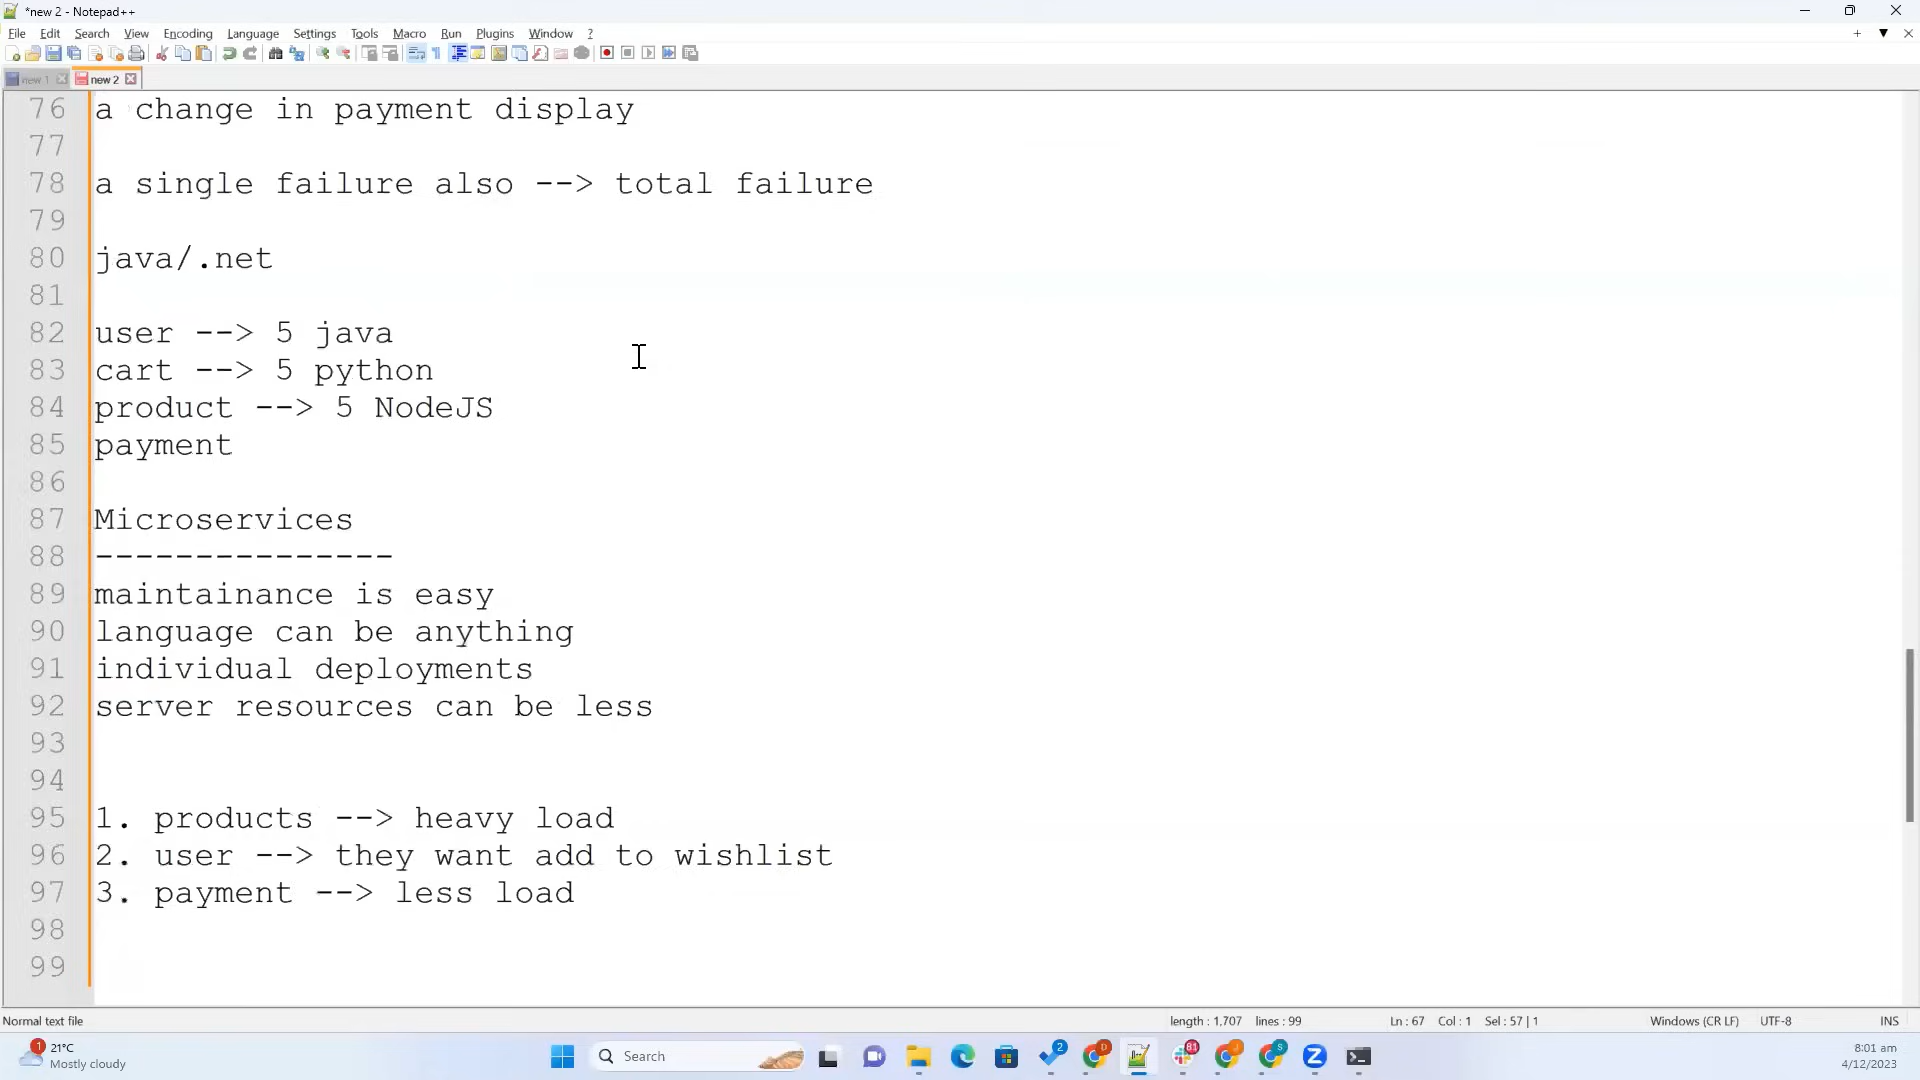 *new 2 - Notepad++
File Edit Search View Encoding Language Settings Tools Macro Run Plugins Window ?
new 1 new 2
76 a change in payment display
77
78 a single failure also --> total failure
79
80 java/.net
81
82 user --> 5 java
83 cart --> 5 python
84 product --> 5 NodeJS
85 payment
86
87 Microservices
88 ---------------
89 maintainance is easy
90 language can be anything
91 individual deployments
92 server resources can be less
93
94
95 1. products --> heavy load
96 2. user --> they want add to wishlist
97 3. payment --> less load
98
99
Normal text file length : 1,707 lines : 99 Ln : 67 Col : 1 Sel : 57 | 1 Windows (CR LF) UTF-8 INS
1 21°C Search 2 D 81 J S Z 8:01 am
Mostly cloudy 4/12/2023